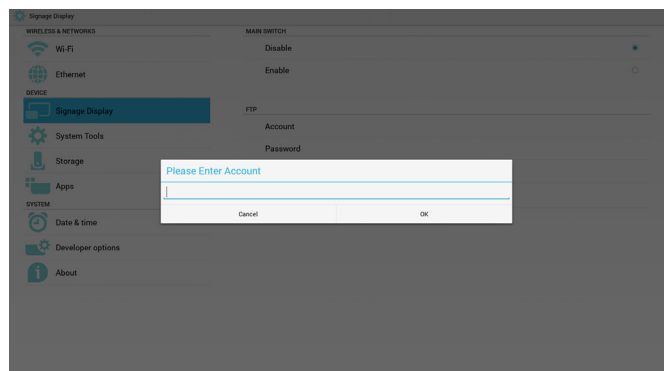 Signage Display
WIRELESS & NETWORKS
Wi-Fi
Ethernet
DEVICE
Signage Display
System Tools
Storage
Apps
SYSTEM
Date & time
Developer options
About
MAIN SWITCH
Disable
Enable
FTP
Account
Password
Please Enter Account
Cancel
OK